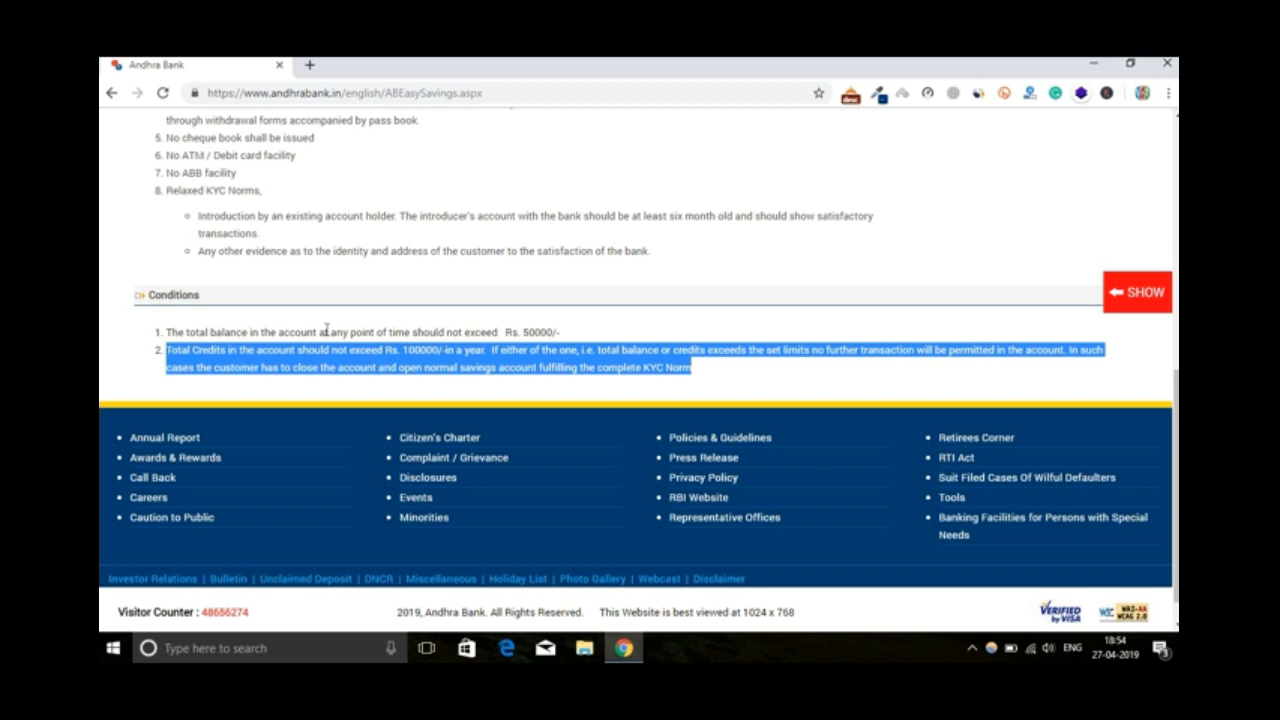 Andhra Bank
https://www.andhrabank.in/english/ABEasySavings.aspx
through withdrawal forms accompanied by pass book.
5. No cheque book shall be issued
6. No ATM / Debit card facility
7. No ABB facility
8. Relaxed KYC Norms,
Introduction by an existing account holder. The introducer's account with the bank should be at least six month old and should show satisfactory
transactions.
Any other evidence as to the identity and address of the customer to the satisfaction of the bank.
SHOW
Conditions
1. The total balance in the account at any point of time should not exceed Rs. 50000/-
2. Total Credits in the account should not exceed Rs. 100000/-in a year. If either of the one, i.e. total balance or credits exceeds the set limits no further transaction will be permitted in the account. In such
cases the customer has to close the account and open normal savings account fulfilling the complete KYC Norm
Annual Report Citizen's Charter Policies & Guidelines Retirees Corner
Awards & Rewards Complaint / Grievance Press Release RTI Act
Call Back Disclosures Privacy Policy Suit Filed Cases Of Wilful Defaulters
Careers Events RBI Website Tools
Caution to Public Minorities Representative Offices Banking Facilities for Persons with Special
Needs
Investor Relations | Bulletin | Unclaimed Deposit | DNCR | Miscellaneous | Holiday List | Photo Gallery | Webcast | Disclaimer
Visitor Counter : 48656274 2019, Andhra Bank. All Rights Reserved. This Website is best viewed at 1024 x 768
VERIFIED
by VISA
W3C WAI-AA
WCAG 2.0
Type here to search
ENG
18:54
27-04-2019
3